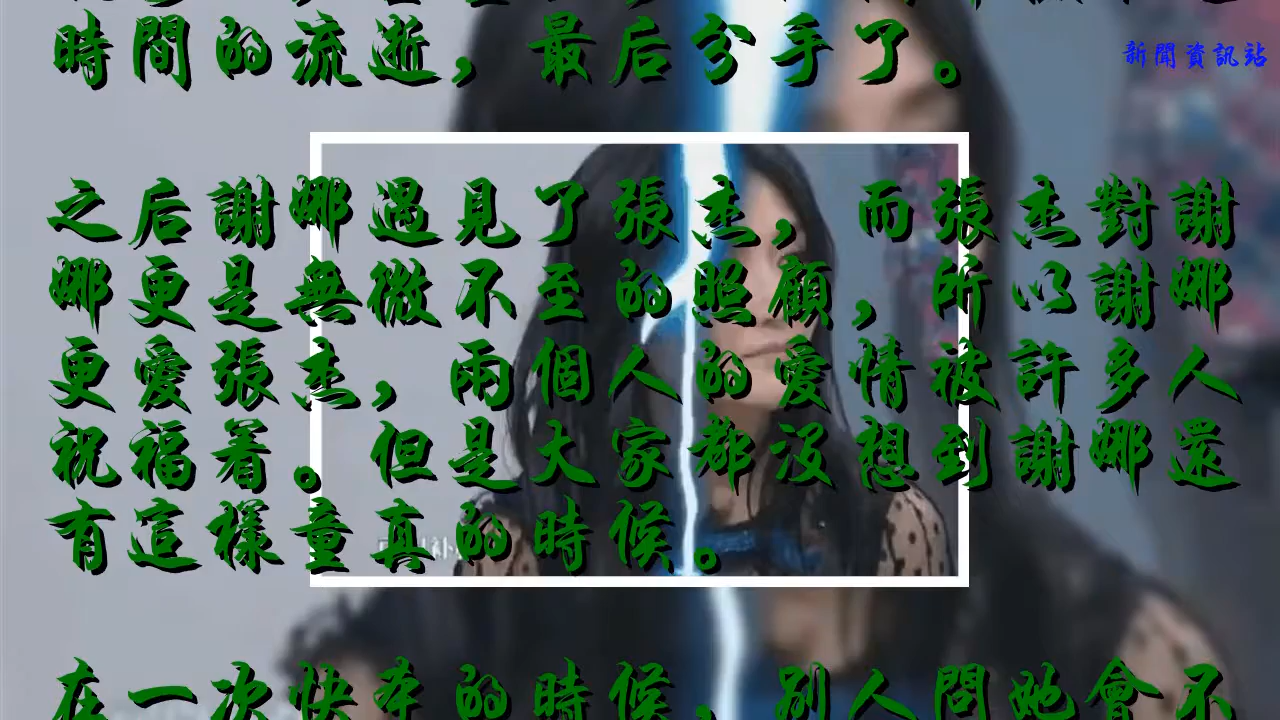 時間的流逝，最后分手了。
新聞資訊站
之后謝娜遇見了張杰，而張杰對謝
娜更是無微不至的照顧，所以謝娜
更愛張杰，兩個人的愛情被許多人
祝福着。但是大家都沒想到謝娜還
有這樣童真的時候。
在一次快本的時候，別人問她會不